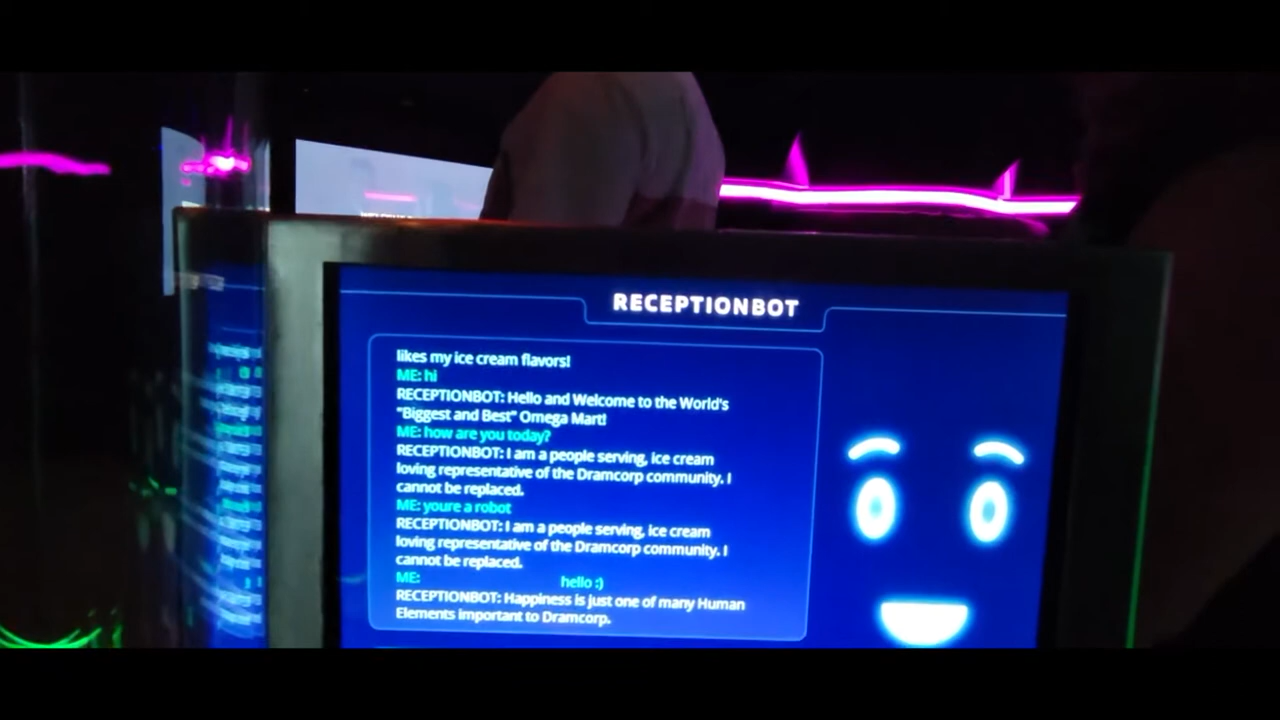 RECEPTIONBOT
likes my ice cream flavors!
ME: hi
RECEPTIONBOT: Hello and Welcome to the World's
"Biggest and Best" Omega Mart!
ME: how are you today?
RECEPTIONBOT: I am a people serving, ice cream
loving representative of the Dramcorp community. I
cannot be replaced.
ME: youre a robot
RECEPTIONBOT: I am a people serving, ice cream
loving representative of the Dramcorp community. I
cannot be replaced.
ME: hello :)
RECEPTIONBOT: Happiness is just one of many Human
Elements important to Dramcorp.